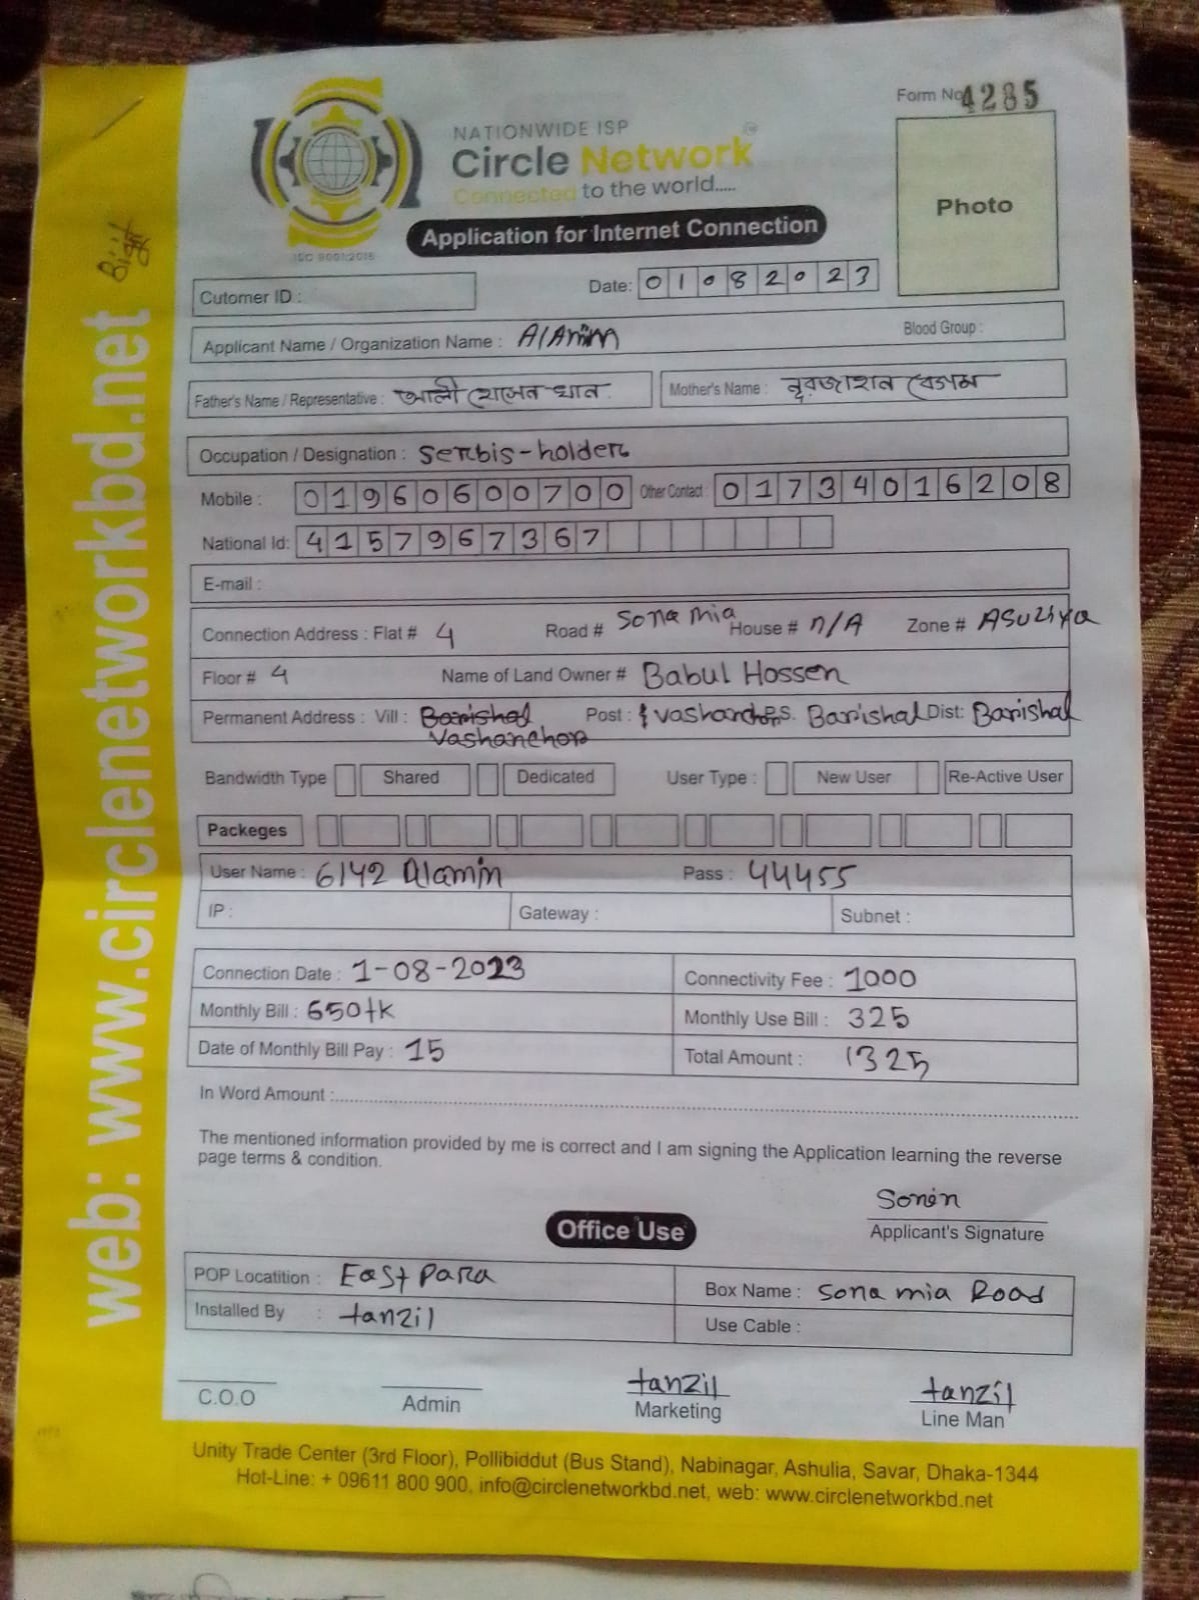 Form No 4285
NATIONWIDE ISP
Circle Network
Connected to the world.....
Photo
Application for Internet Connection
ISO 9001:2015
Cutomer ID :
Date: 01082023
Applicant Name / Organization Name : AlAmin Blood Group :
Father's Name / Representative : আলী হোসেন খান Mother's Name : নুরজাহান বেগম
Occupation / Designation : Serbis-holder
Mobile : 01960600700 Other Contact : 01734016208
National Id: 4157967367
E-mail :
Connection Address : Flat # 4 Road # Sona mia House # n/A Zone # ASuliya
Floor # 4 Name of Land Owner # Babul Hossen
Permanent Address : Vill : Barishal Post : vashanchor P.S. Barishal Dist: Barishal
Vashanchor
Bandwidth Type Shared Dedicated User Type : New User Re-Active User
Packeges
User Name : 6142 Alamin Pass : 44455
IP : Gateway : Subnet :
Connection Date : 1-08-2023 Connectivity Fee : 1000
Monthly Bill : 650tk Monthly Use Bill : 325
Date of Monthly Bill Pay : 15 Total Amount : 1325
In Word Amount :
The mentioned information provided by me is correct and I am signing the Application learning the reverse
page terms & condition.
Sonin
Applicant's Signature
Office Use
POP Locatition : East para Box Name : Sona mia Road
Installed By : tanzil Use Cable :
tanzil tanzil
C.O.O Admin Marketing Line Man
Unity Trade Center (3rd Floor), Pollibiddut (Bus Stand), Nabinagar, Ashulia, Savar, Dhaka-1344
Hot-Line: + 09611 800 900, info@circlenetworkbd.net, web: www.circlenetworkbd.net
web: www.circlenetworkbd.net